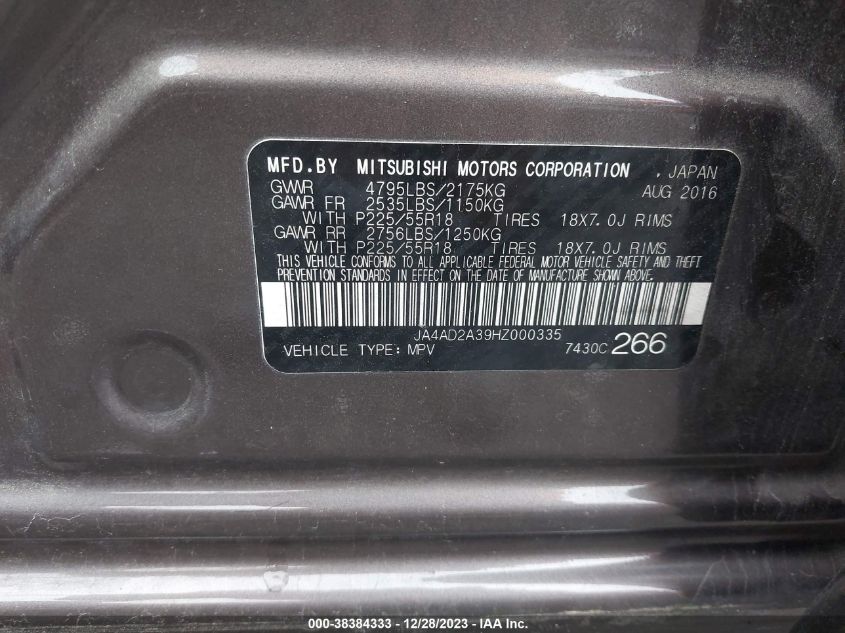 MFD.BY MITSUBISHI MOTORS CORPORATION , JAPAN
GVWR 4795LBS/2175KG AUG 2016
GAWR FR 2535LBS/1150KG
WITH P225/55R18 TIRES 18X7.0J RIMS
GAWR RR 2756LBS/1250KG
WITH P225/55R18 TIRES 18X7.0J RIMS
THIS VEHICLE CONFORMS TO ALL APPLICABLE FEDERAL MOTOR VEHICLE SAFETY AND THEFT
PREVENTION STANDARDS IN EFFECT ON THE DATE OF MANUFACTURE SHOWN ABOVE.
JA4AD2A39HZ000335
VEHICLE TYPE: MPV 7430C 266
000-38384333 - 12/28/2023 - IAA Inc.